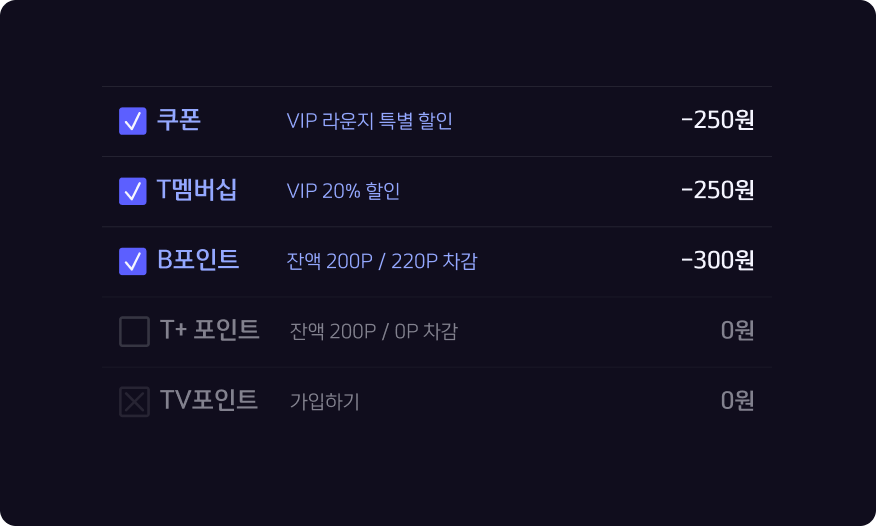 쿠폰 VIP 라운지 특별 할인 -250원
T멤버십 VIP 20% 할인 -250원
B포인트 잔액 200P / 220P 차감 -300원
T+ 포인트 잔액 200P / 0P 차감 0원
TV포인트 가입하기 0원